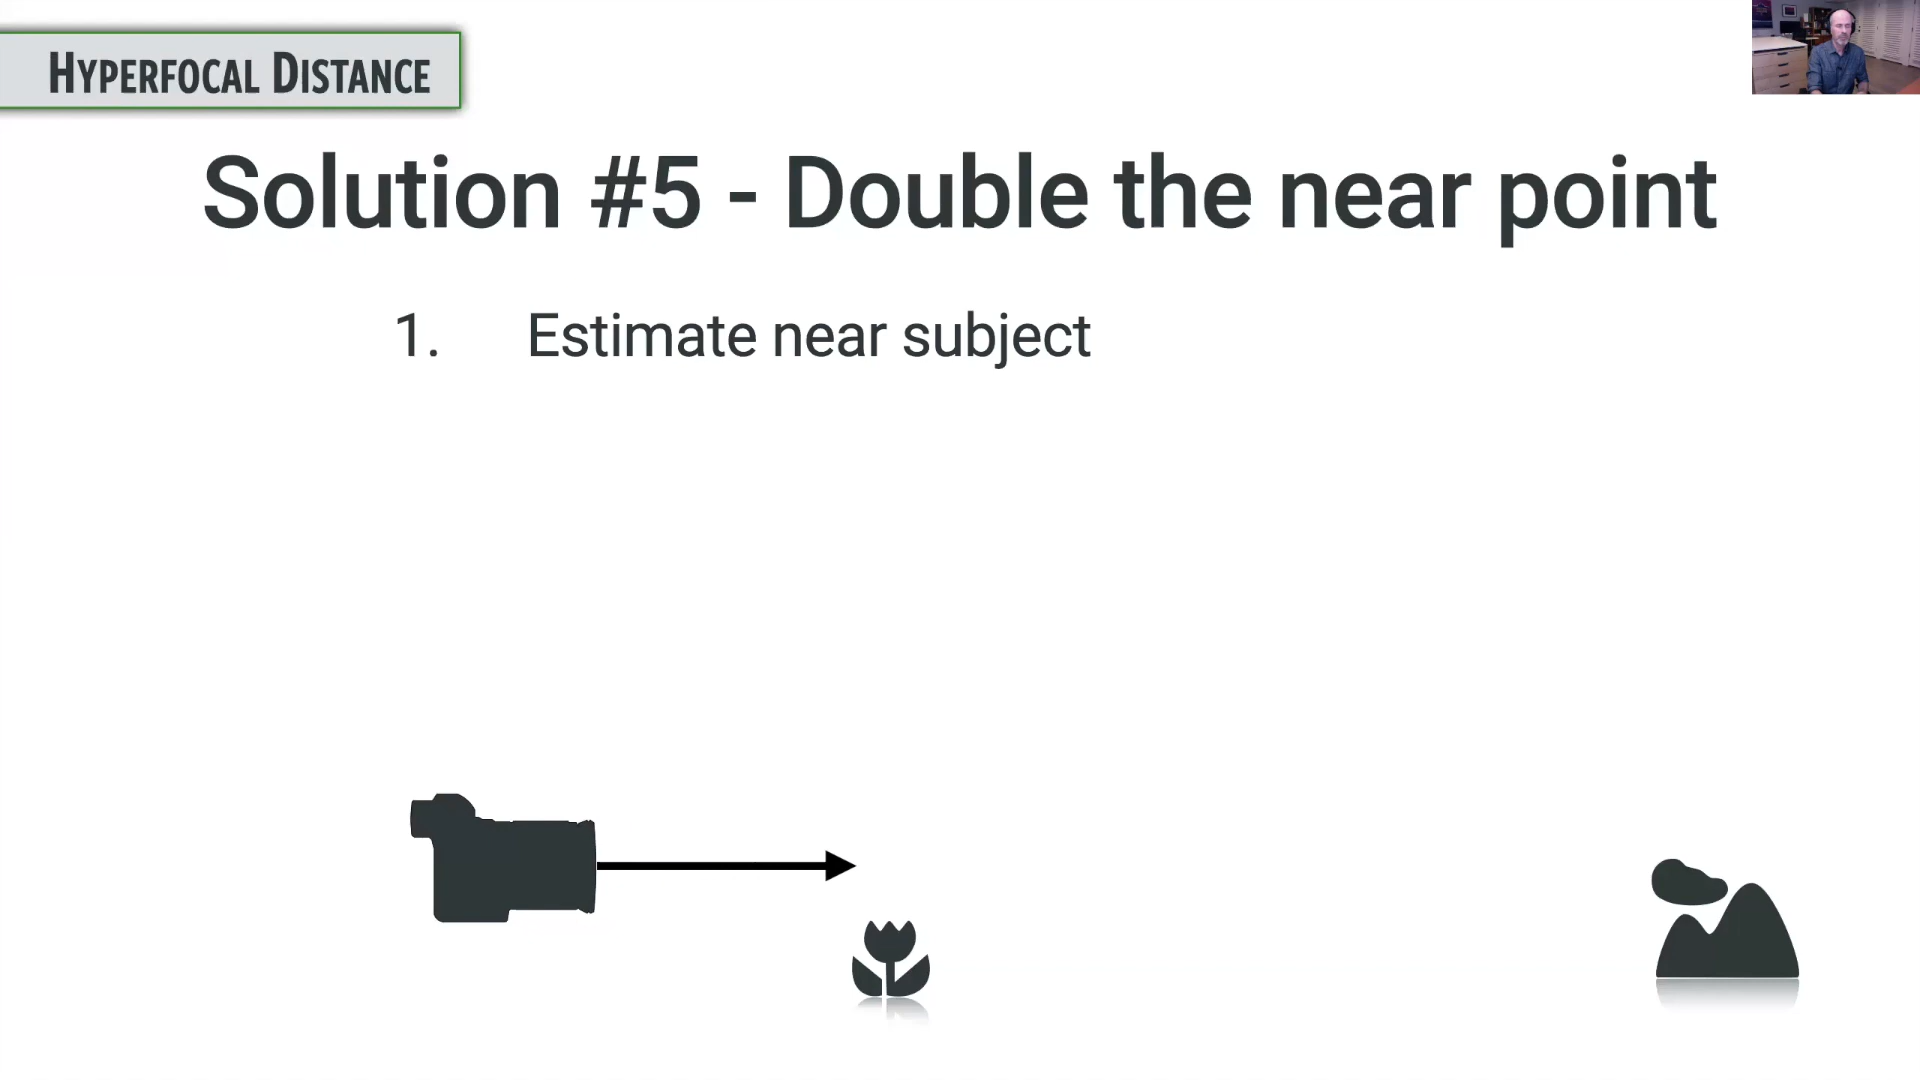 HYPERFOCAL DISTANCE
Solution #5 - Double the near point
1. Estimate near subject